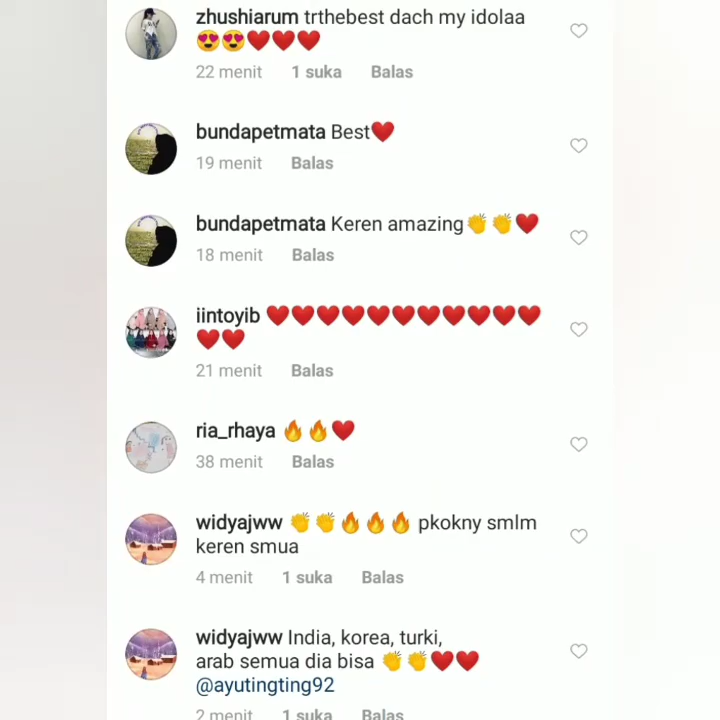 zhushiarum trthebest dach my idolaa
😍😍❤️❤️❤️
22 menit 1 suka Balas
bundapetmata Best❤️
19 menit Balas
bundapetmata Keren amazing👏👏❤️
18 menit Balas
iintoyib ❤️❤️❤️❤️❤️❤️❤️❤️❤️❤️❤️
❤️❤️
21 menit Balas
ria_rhaya 🔥🔥❤️
38 menit Balas
widyajww 👏👏🔥🔥🔥 pkokny smlm
keren smua
4 menit 1 suka Balas
widyajww India, korea, turki,
arab semua dia bisa 👏👏❤️❤️
@ayutingting92
2 menit 1 suka Balas